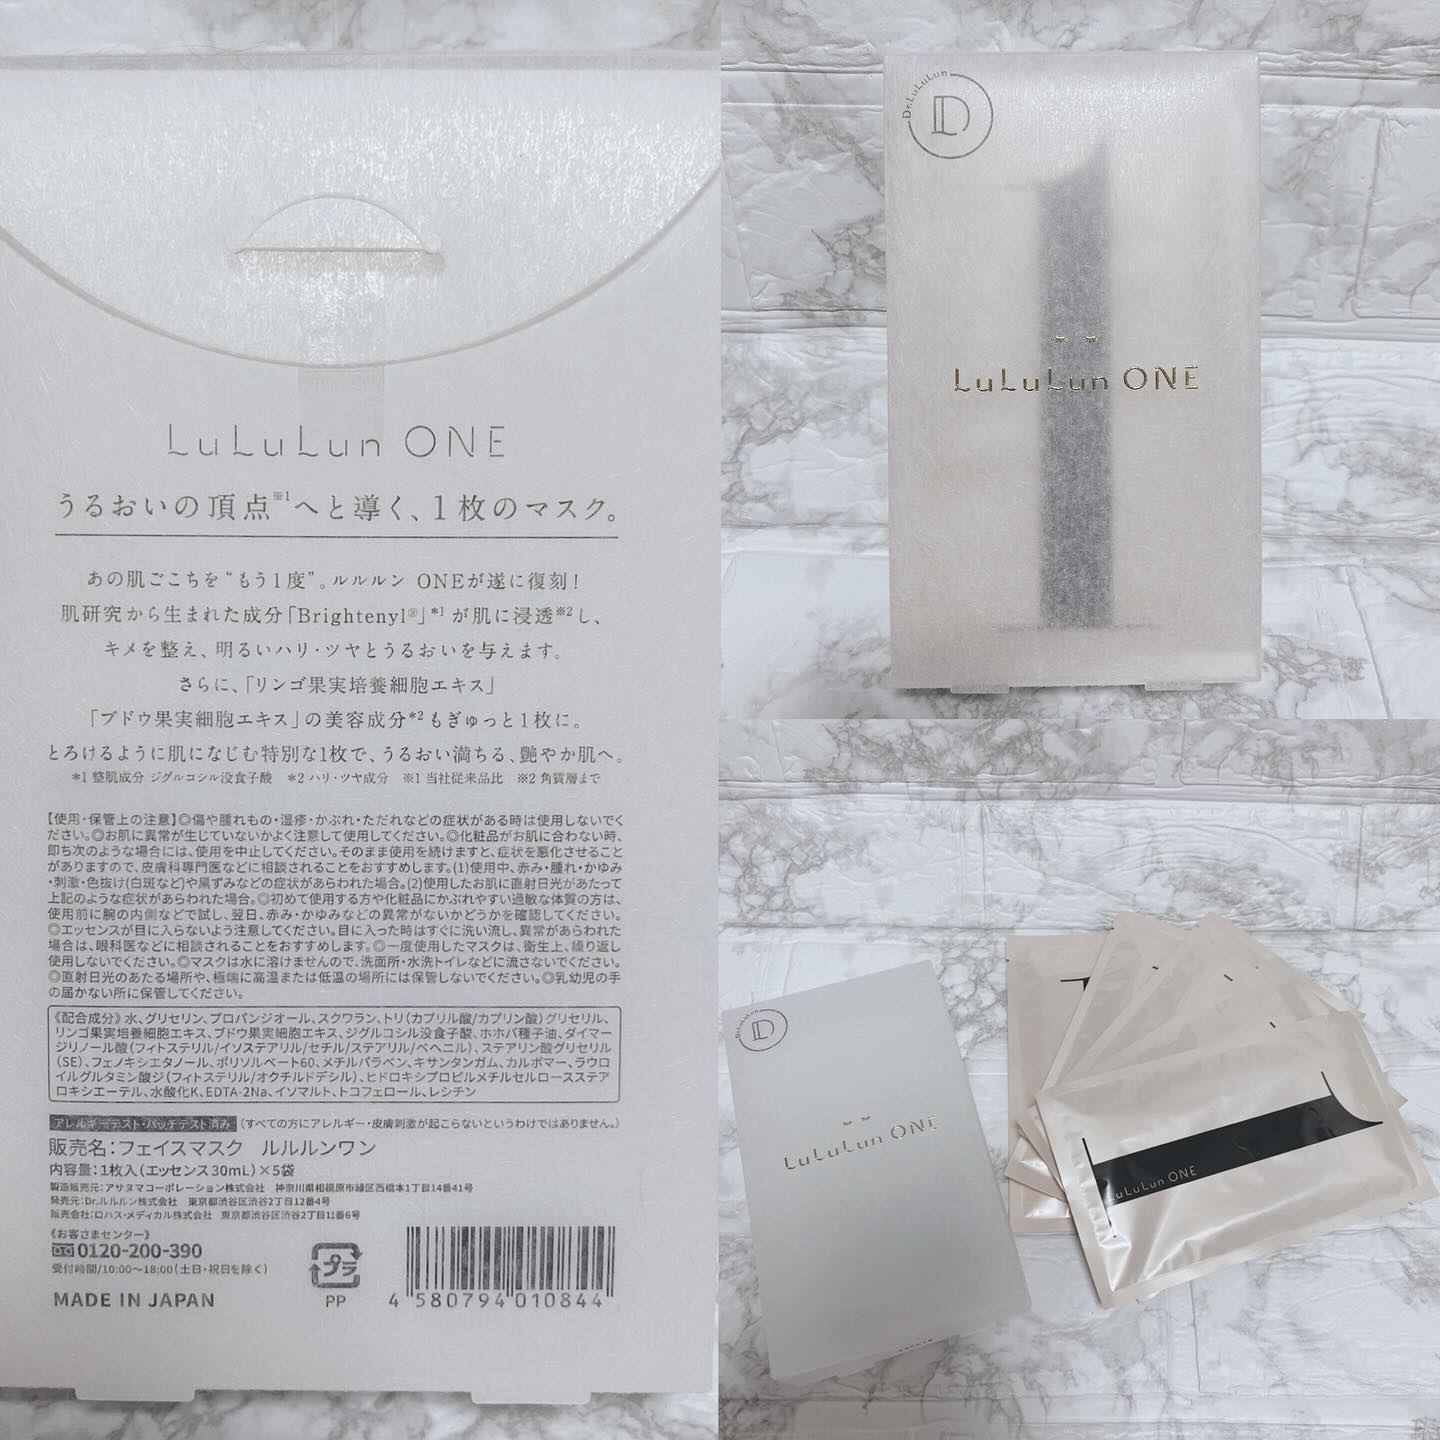 LuLuLun ONE
うるおいの頂点※1へと導く、1枚のマスク。
あの肌ごこちを“もう1度”。ルルルン ONEが遂に復刻！
肌研究から生まれた成分「Brightenyl®」*1が肌に浸透※2し、
キメを整え、明るいハリ・ツヤとうるおいを与えます。
さらに、「リンゴ果実培養細胞エキス」
「ブドウ果実細胞エキス」の美容成分*2もぎゅっと1枚に。
とろけるように肌になじむ特別な1枚で、うるおい満ちる、艶やか肌へ。
*1 整肌成分 ジグルコシル没食子酸 *2 ハリ・ツヤ成分 ※1 当社従来品比 ※2 角質層まで
【使用・保管上の注意】◎傷や腫れもの・湿疹・かぶれ・ただれなどの症状がある時は使用しないでく
ださい。◎お肌に異常が生じていないかよく注意して使用してください。◎化粧品がお肌に合わない時、
即ち次のような場合には、使用を中止してください。そのまま使用を続けますと、症状を悪化させること
がありますので、皮膚科専門医などに相談されることをおすすめします。(1)使用中、赤み・腫れ・かゆみ
・刺激・色抜け(白斑など)や黒ずみなどの症状があらわれた場合。(2)使用したお肌に直射日光があたって
上記のような症状があらわれた場合。◎初めて使用する方や化粧品にかぶれやすい過敏な体質の方は、
使用前に腕の内側などで試し、翌日、赤み・かゆみなどの異常がないかどうかを確認してください。
◎エッセンスが目に入らないよう注意してください。目に入った時はすぐに洗い流し、異常があらわれた
場合は、眼科医などに相談されることをおすすめします。◎一度使用したマスクは、衛生上、繰り返し
使用しないでください。◎マスクは水に溶けませんので、洗面所・水洗トイレなどに流さないでください。
◎直射日光のあたる場所や、極端に高温または低温の場所には保管しないでください。◎乳幼児の手
の届かない所に保管してください。
《配合成分》水、グリセリン、プロパンジオール、スクワラン、トリ(カプリル酸/カプリン酸)グリセリル、
リンゴ果実培養細胞エキス、ブドウ果実細胞エキス、ジグルコシル没食子酸、ホホバ種子油、ダイマー
ジリノール酸(フィトステリル/イソステアリル/セチル/ステアリル/ベヘニル)、ステアリン酸グリセリル
(SE)、フェノキシエタノール、ポリソルベート60、メチルパラベン、キサンタンガム、カルボマー、ラウロ
イルグルタミン酸ジ(フィトステリル/オクチルドデシル)、ヒドロキシプロピルメチルセルロースステア
ロキシエーテル、水酸化K、EDTA-2Na、イソマルト、トコフェロール、レシチン
アレルギーテスト・パッチテスト済み (すべての方にアレルギー・皮膚刺激が起こらないというわけではありません。)
販売名：フェイスマスク ルルルンワン
内容量：1枚入(エッセンス30mL)×5袋
製造販売元：アサヌマコーポレーション株式会社 神奈川県相模原市緑区西橋本1丁目14番41号
発売元：Dr.ルルルン株式会社 東京都渋谷区渋谷2丁目12番4号
販売会社：ロハス・メディカル株式会社 東京都渋谷区渋谷2丁目11番6号
《お客さまセンター》
0120-200-390
受付時間/10:00～18:00(土日・祝日を除く)
MADE IN JAPAN
プラ
PP
4 580794 010844
Dr.LuLuLun
D
1
LuLuLun ONE
Dr.LuLuLun
D
LuLuLun ONE
1
LuLuLun ONE